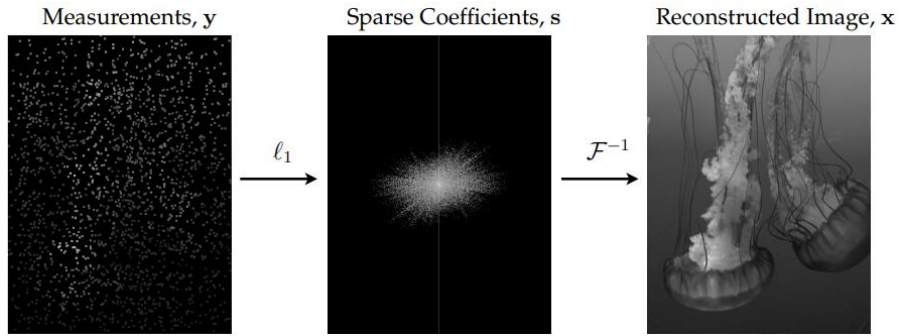 Measurements, y
Sparse Coefficients, s
Reconstructed Image, x
ℓ₁
ℱ⁻¹